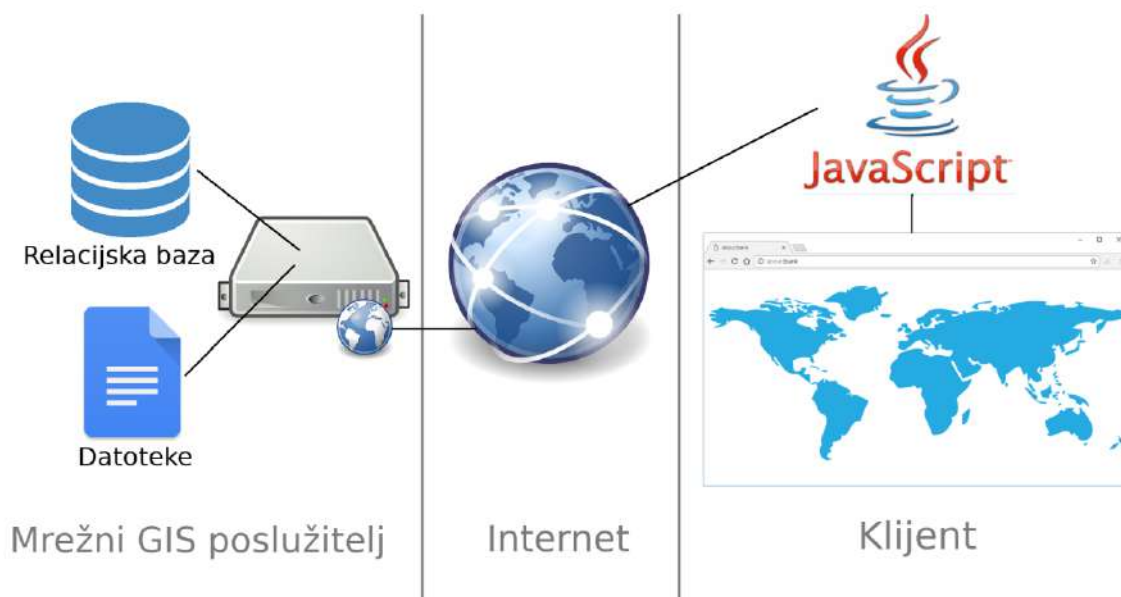 Relacijska baza
Datoteke
Mrežni GIS poslužitelj
Internet
JavaScript
Klijent